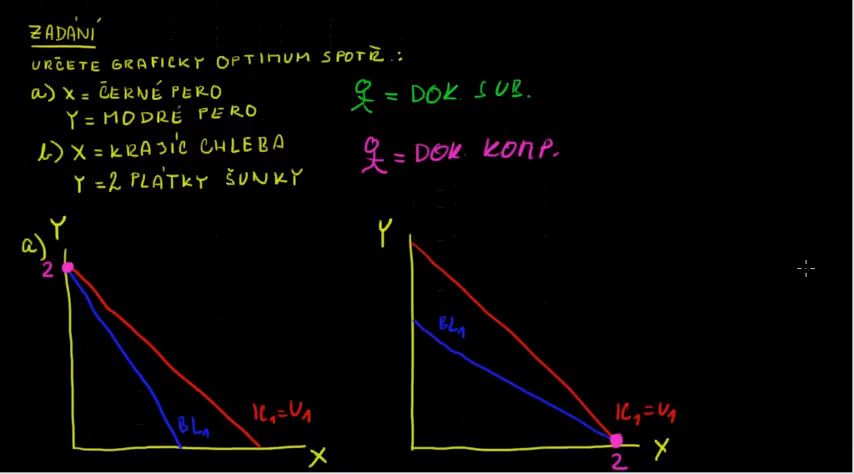 ZADÁNÍ
URČETE GRAFICKY OPTIMUM SPOTŘ.:
a) X = ČERNÉ PERO
Y = MODRÉ PERO
= DOK. SUB.
b) X = KRAJÍC CHLEBA
Y = 2 PLÁTKY ŠUNKY
= DOK. KOMP.
a)
Y
2
BL1
IC1=U1
X
Y
BL1
IC1=U1
X
2